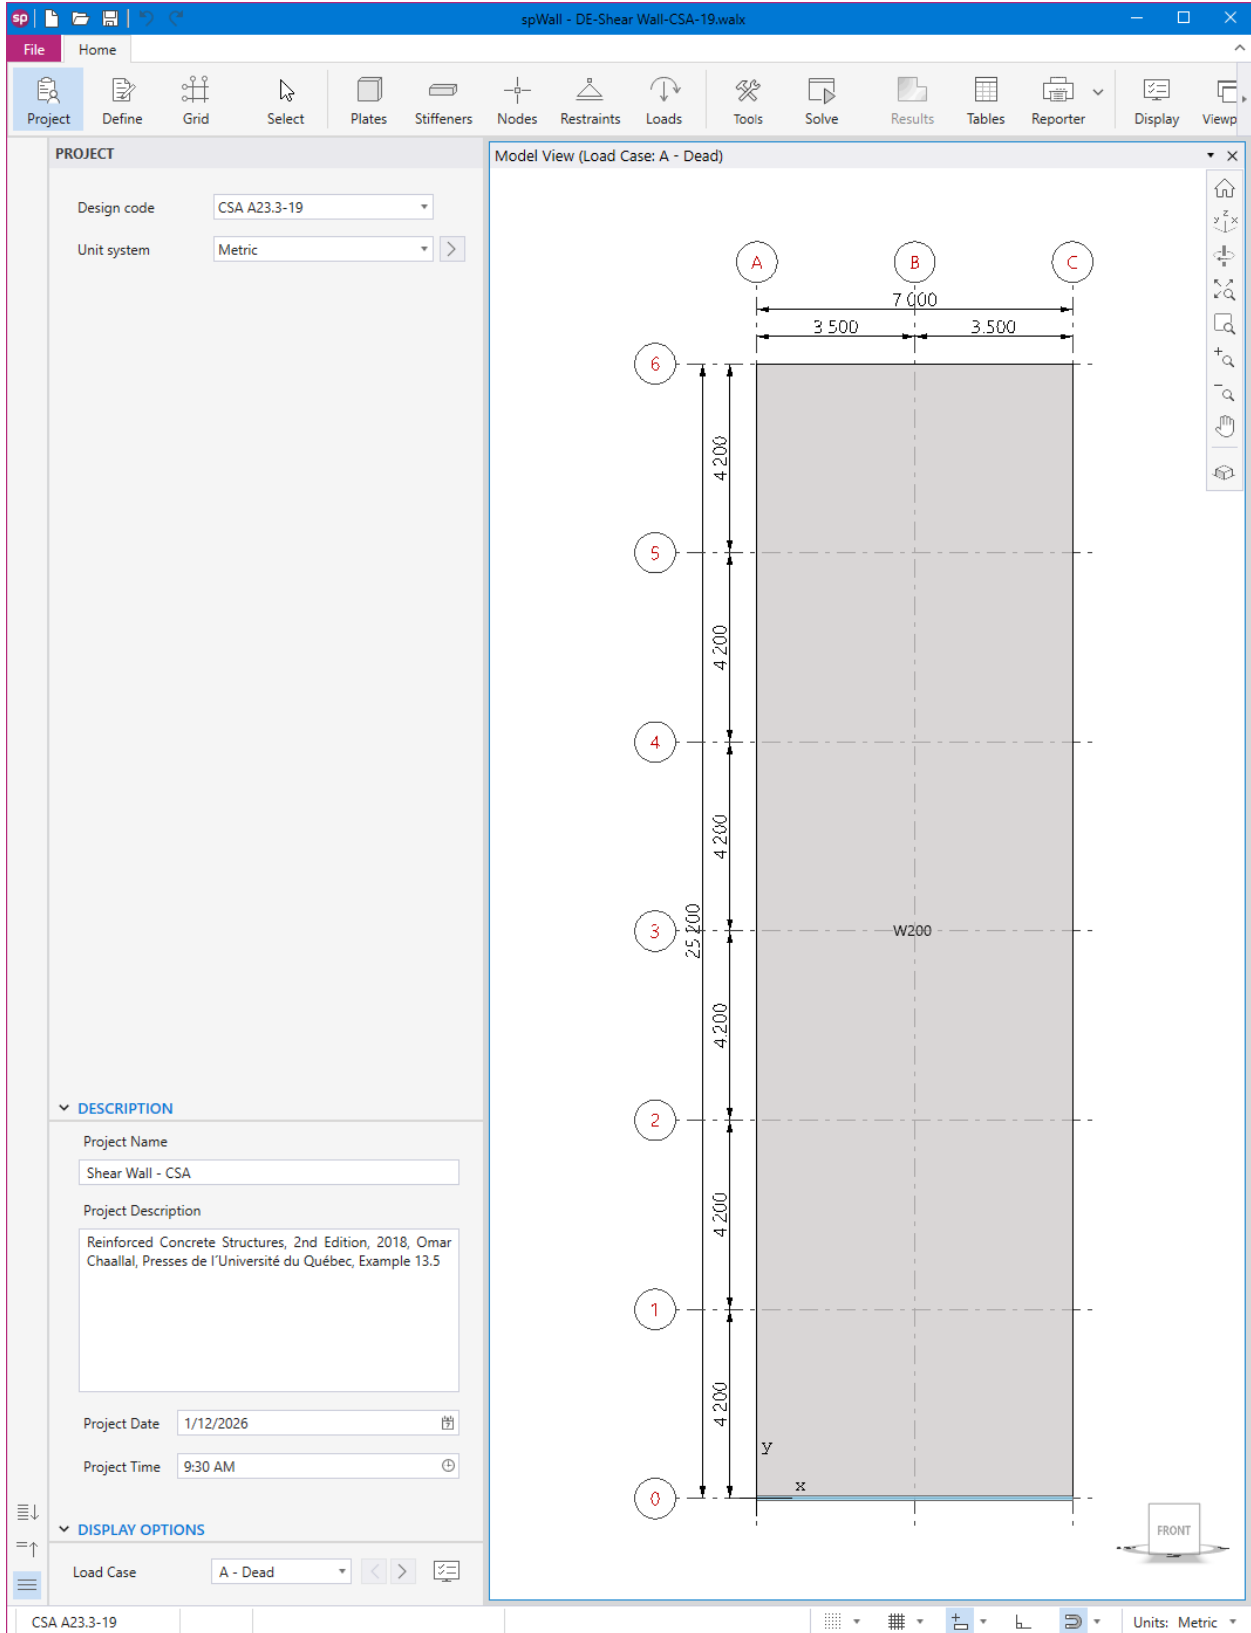 sp
spWall - DE-Shear Wall-CSA-19.walx
File
Home
Project
Define
Grid
Select
Plates
Stiffeners
Nodes
Restraints
Loads
Tools
Solve
Results
Tables
Reporter
Display
Viewp
PROJECT
Model View (Load Case: A - Dead)
Design code
CSA A23.3-19
Unit system
Metric
z
y x
A
B
C
7 000
3 500
3.500
6
4 200
5
4 200
4
4 200
3
25 200
W200
4.200
2
4 200
1
4 200
y
x
0
FRONT
DESCRIPTION
Project Name
Shear Wall - CSA
Project Description
Reinforced Concrete Structures, 2nd Edition, 2018, Omar
Chaallal, Presses de l´Université du Québec, Example 13.5
Project Date
1/12/2026
Project Time
9:30 AM
DISPLAY OPTIONS
Load Case
A - Dead
CSA A23.3-19
Units: Metric